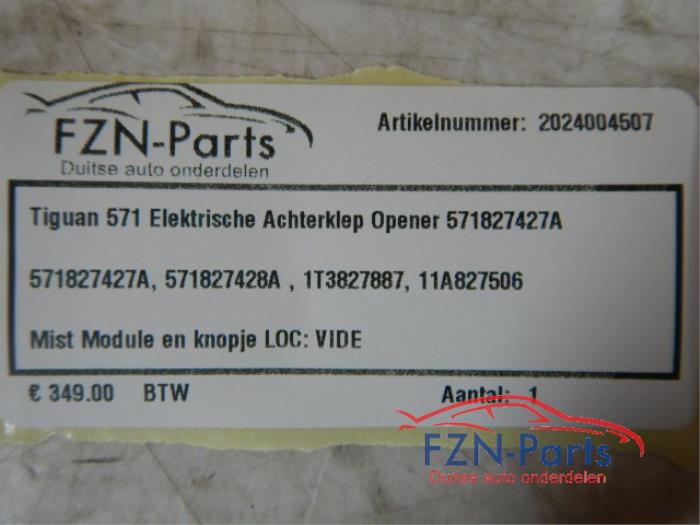 FZN-Parts
Duitse auto onderdelen
Artikelnummer: 2024004507
Tiguan 571 Elektrische Achterklep Opener 571827427A
571827427A, 571827428A , 1T3827887, 11A827506
Mist Module en knopje LOC: VIDE
€ 349.00 BTW Aantal: 1
FZN-Parts
Duitse auto onderdelen